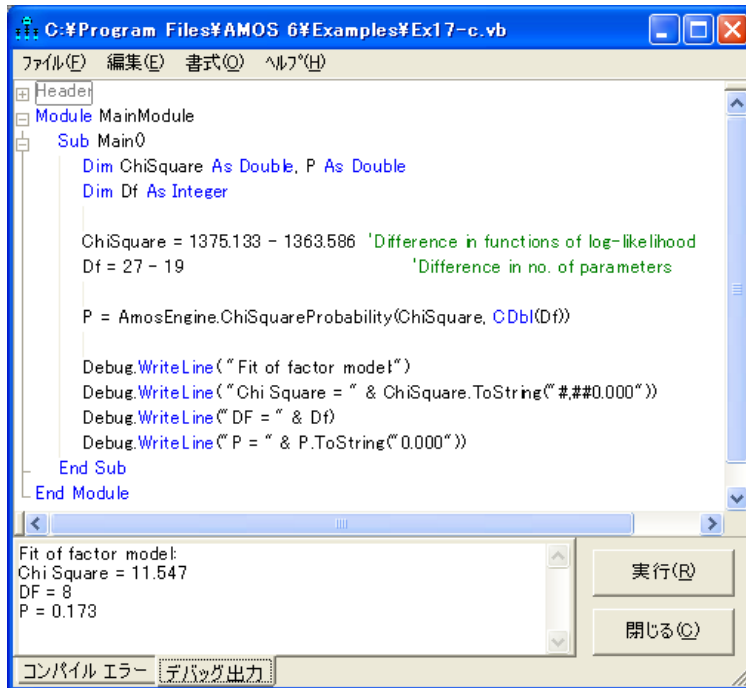 C:¥Program Files¥AMOS 6¥Examples¥Ex17-c.vb
ファイル(F) 編集(E) 書式(O) ヘルプ(H)
Header
Module MainModule
Sub Main()
Dim ChiSquare As Double, P As Double
Dim Df As Integer
ChiSquare = 1375.133 - 1363.586 'Difference in functions of log-likelihood
Df = 27 - 19 'Difference in no. of parameters
P = AmosEngine.ChiSquareProbability(ChiSquare, CDbl(Df))
Debug.WriteLine("Fit of factor model:")
Debug.WriteLine("Chi Square = " & ChiSquare.ToString("#,##0.000"))
Debug.WriteLine("DF = " & Df)
Debug.WriteLine("P = " & P.ToString("0.000"))
End Sub
End Module
Fit of factor model:
Chi Square = 11.547
DF = 8
P = 0.173
実行(R)
閉じる(C)
コンパイル エラー デバッグ出力